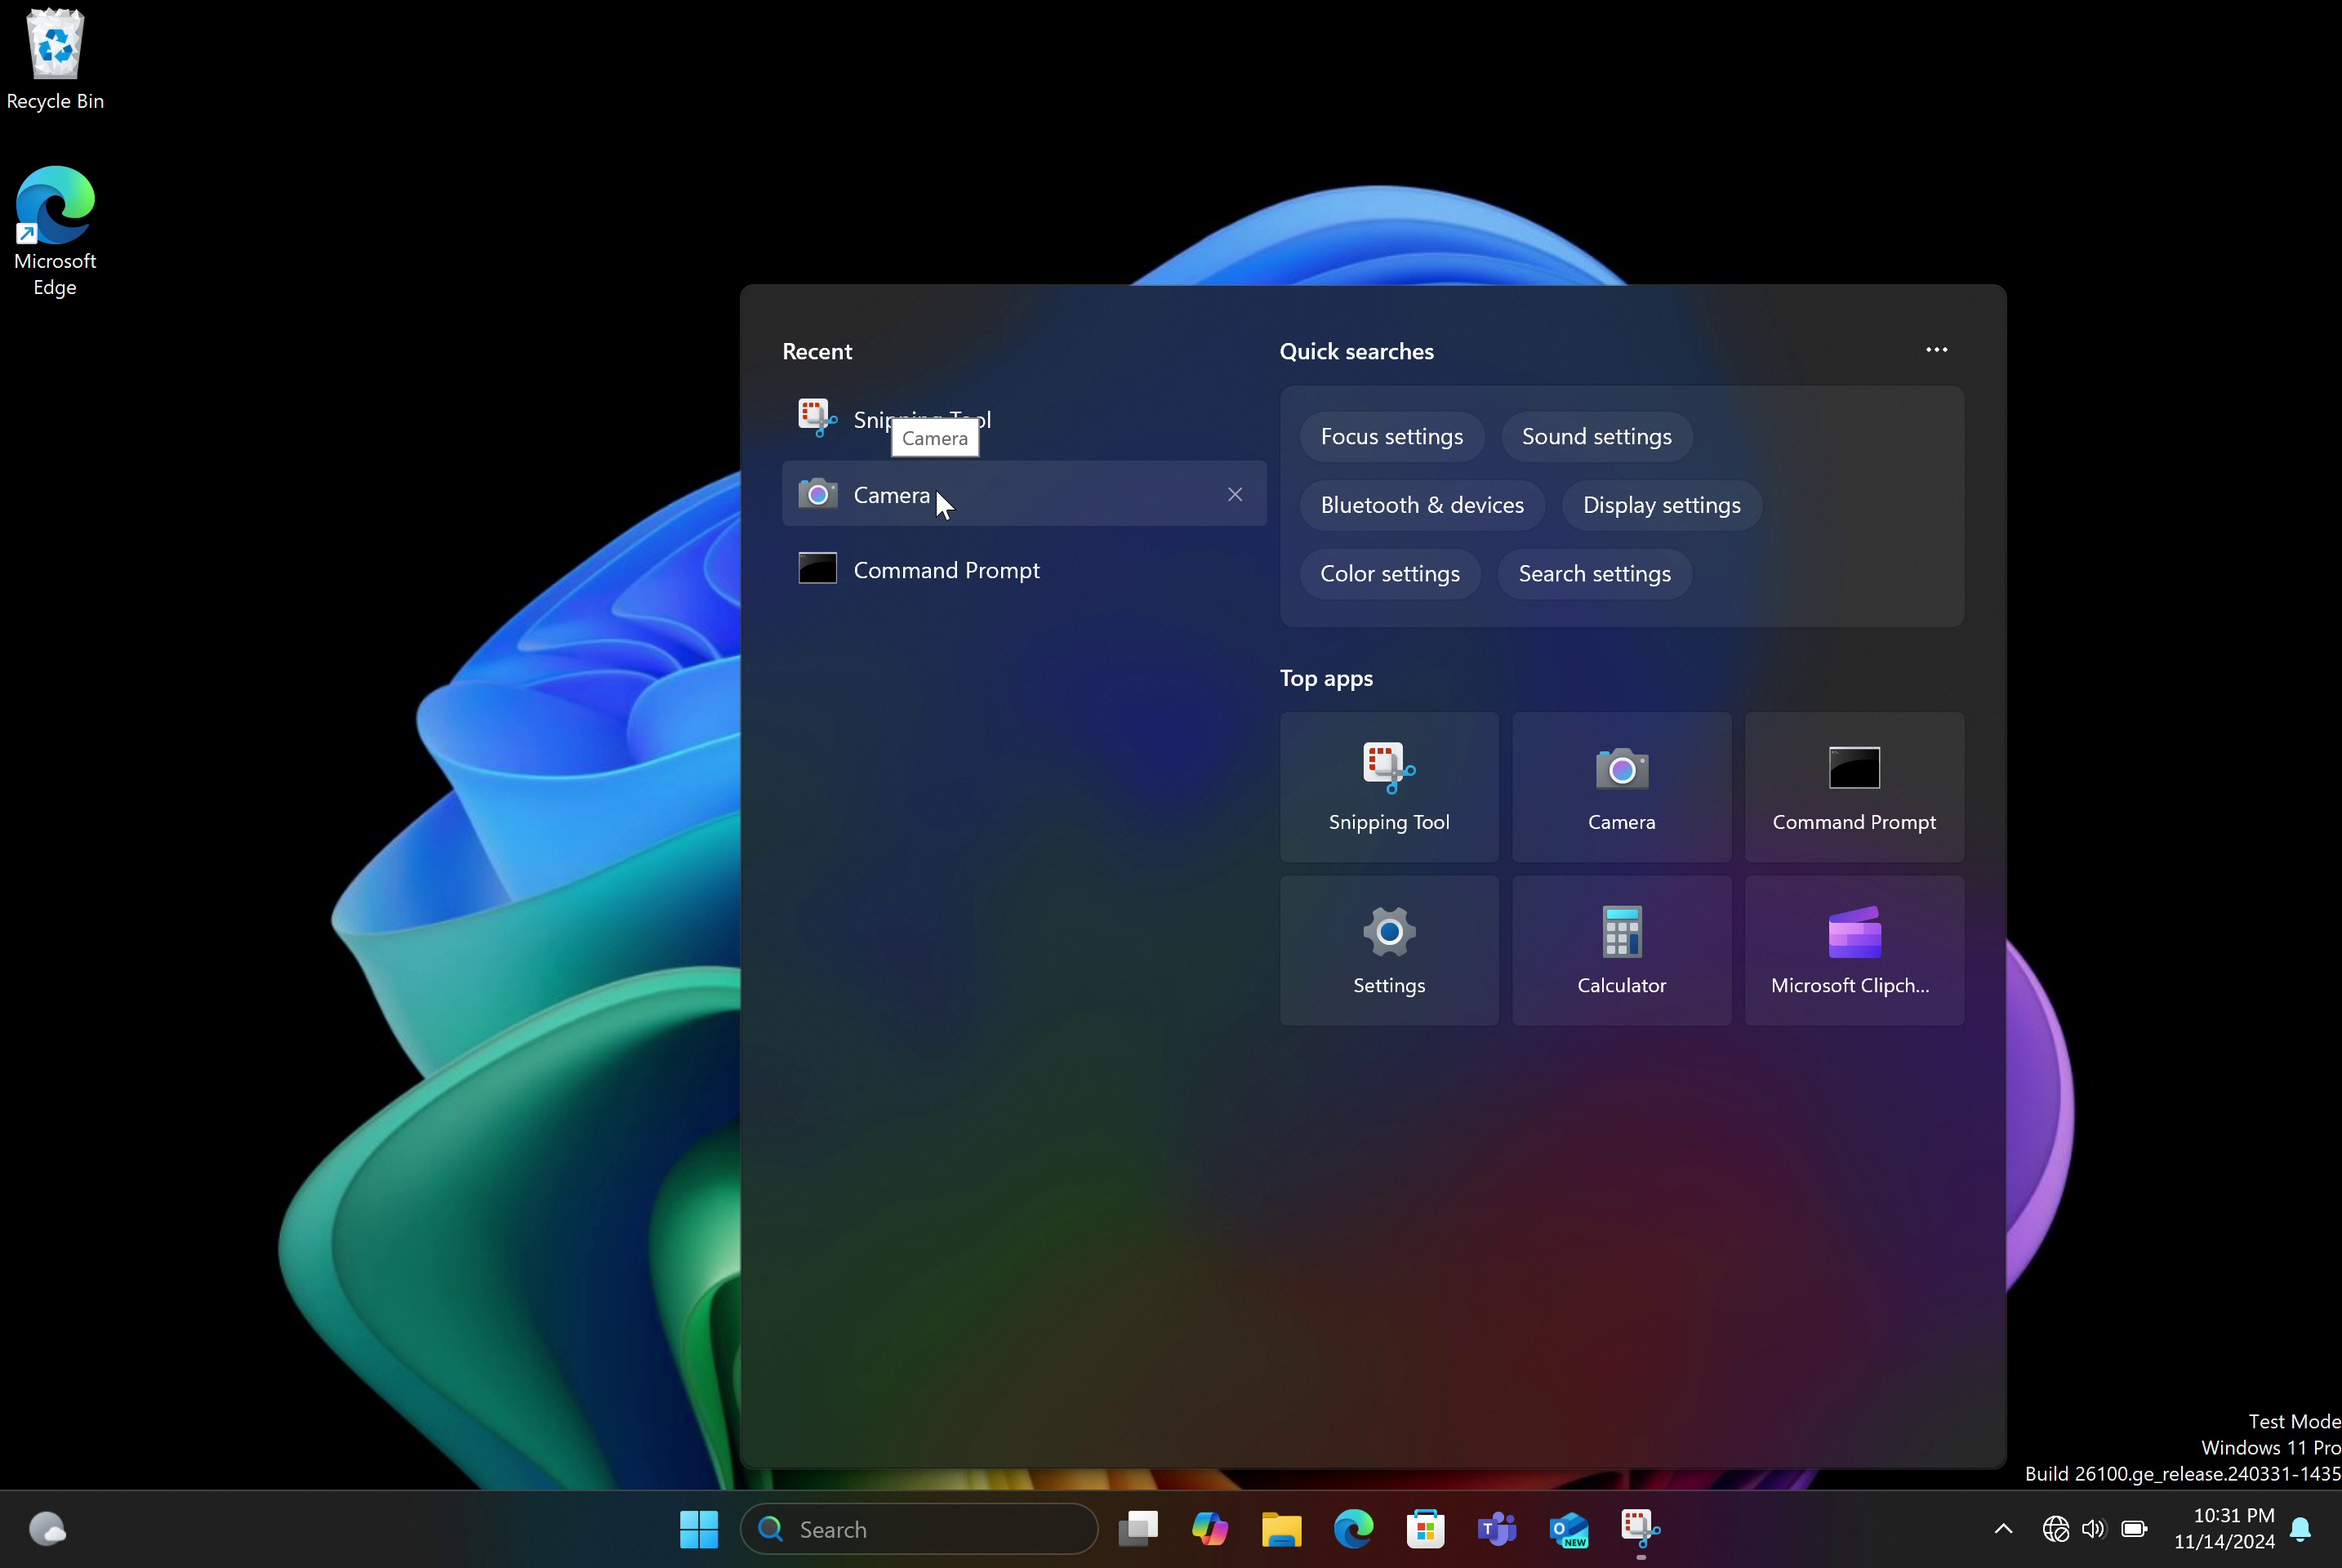 Recycle Bin
Microsoft
Edge
Recent
Snipping Tool
Camera
Camera
Command Prompt
Quick searches
Focus settings
Sound settings
Bluetooth & devices
Display settings
Color settings
Search settings
Top apps
Snipping Tool
Camera
Command Prompt
Settings
Calculator
Microsoft Clipch...
Test Mode
Windows 11 Pro
Build 26100.ge_release.240331-1435
Search
T
O
NEW
10:31 PM
11/14/2024